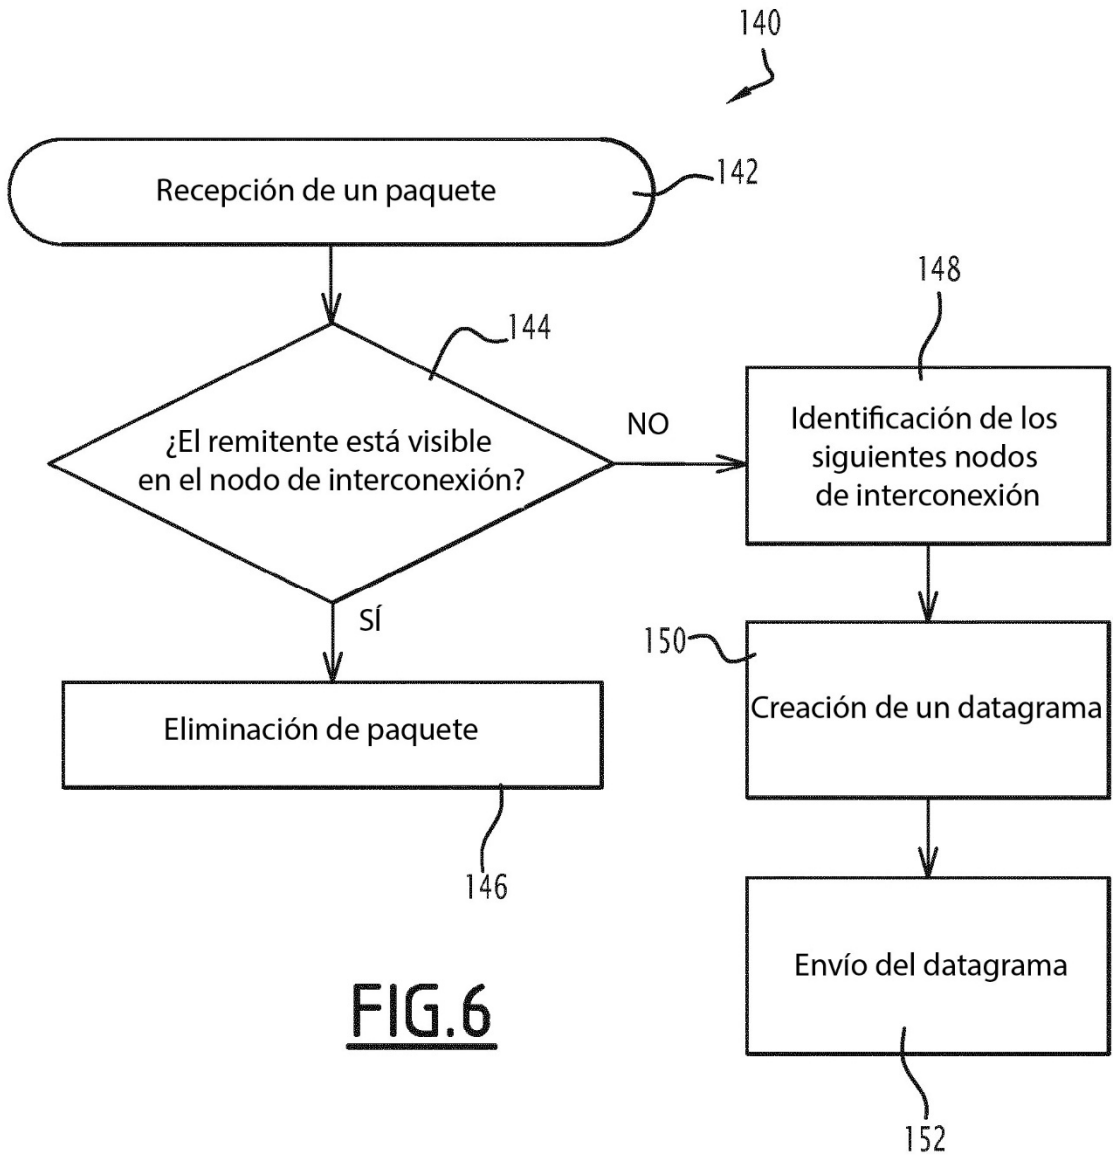 140
Recepción de un paquete
142
144
¿El remitente está visible
en el nodo de interconexión?
NO
SÍ
Eliminación de paquete
146
148
Identificación de los
siguientes nodos
de interconexión
150
Creación de un datagrama
Envío del datagrama
152
FIG.6